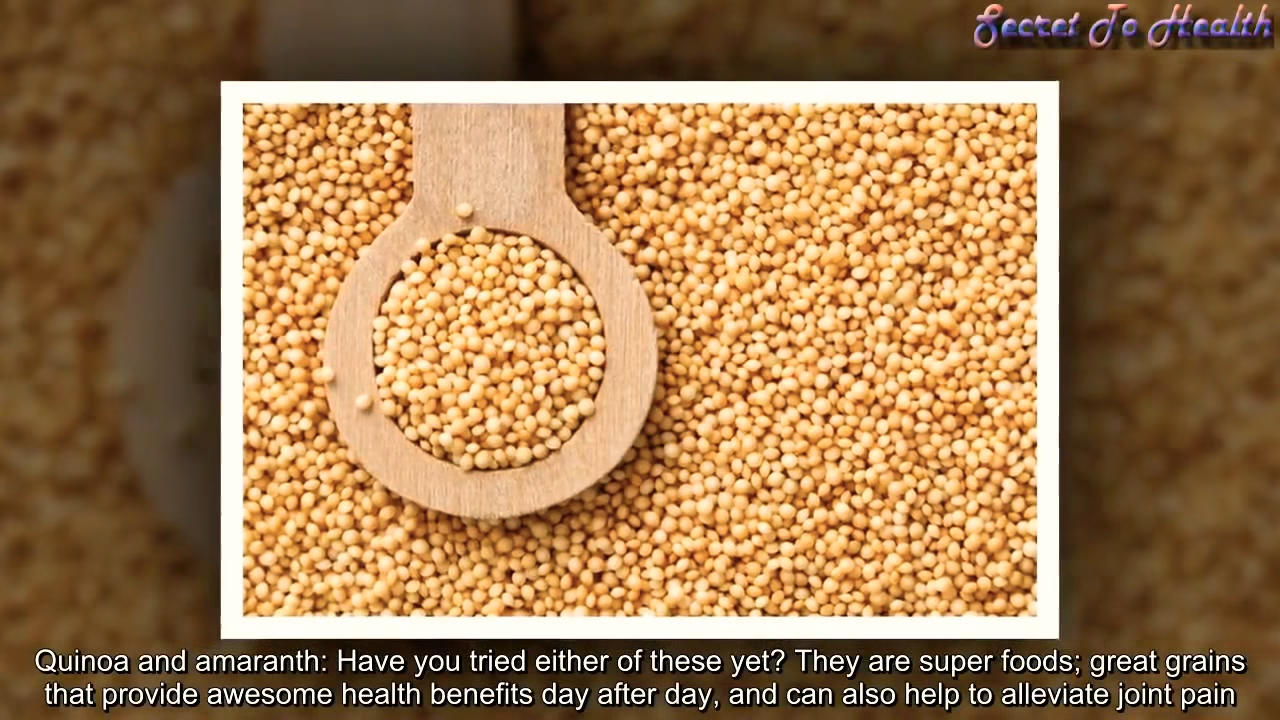 Secret To Health
Quinoa and amaranth: Have you tried either of these yet? They are super foods; great grains
that provide awesome health benefits day after day, and can also help to alleviate joint pain